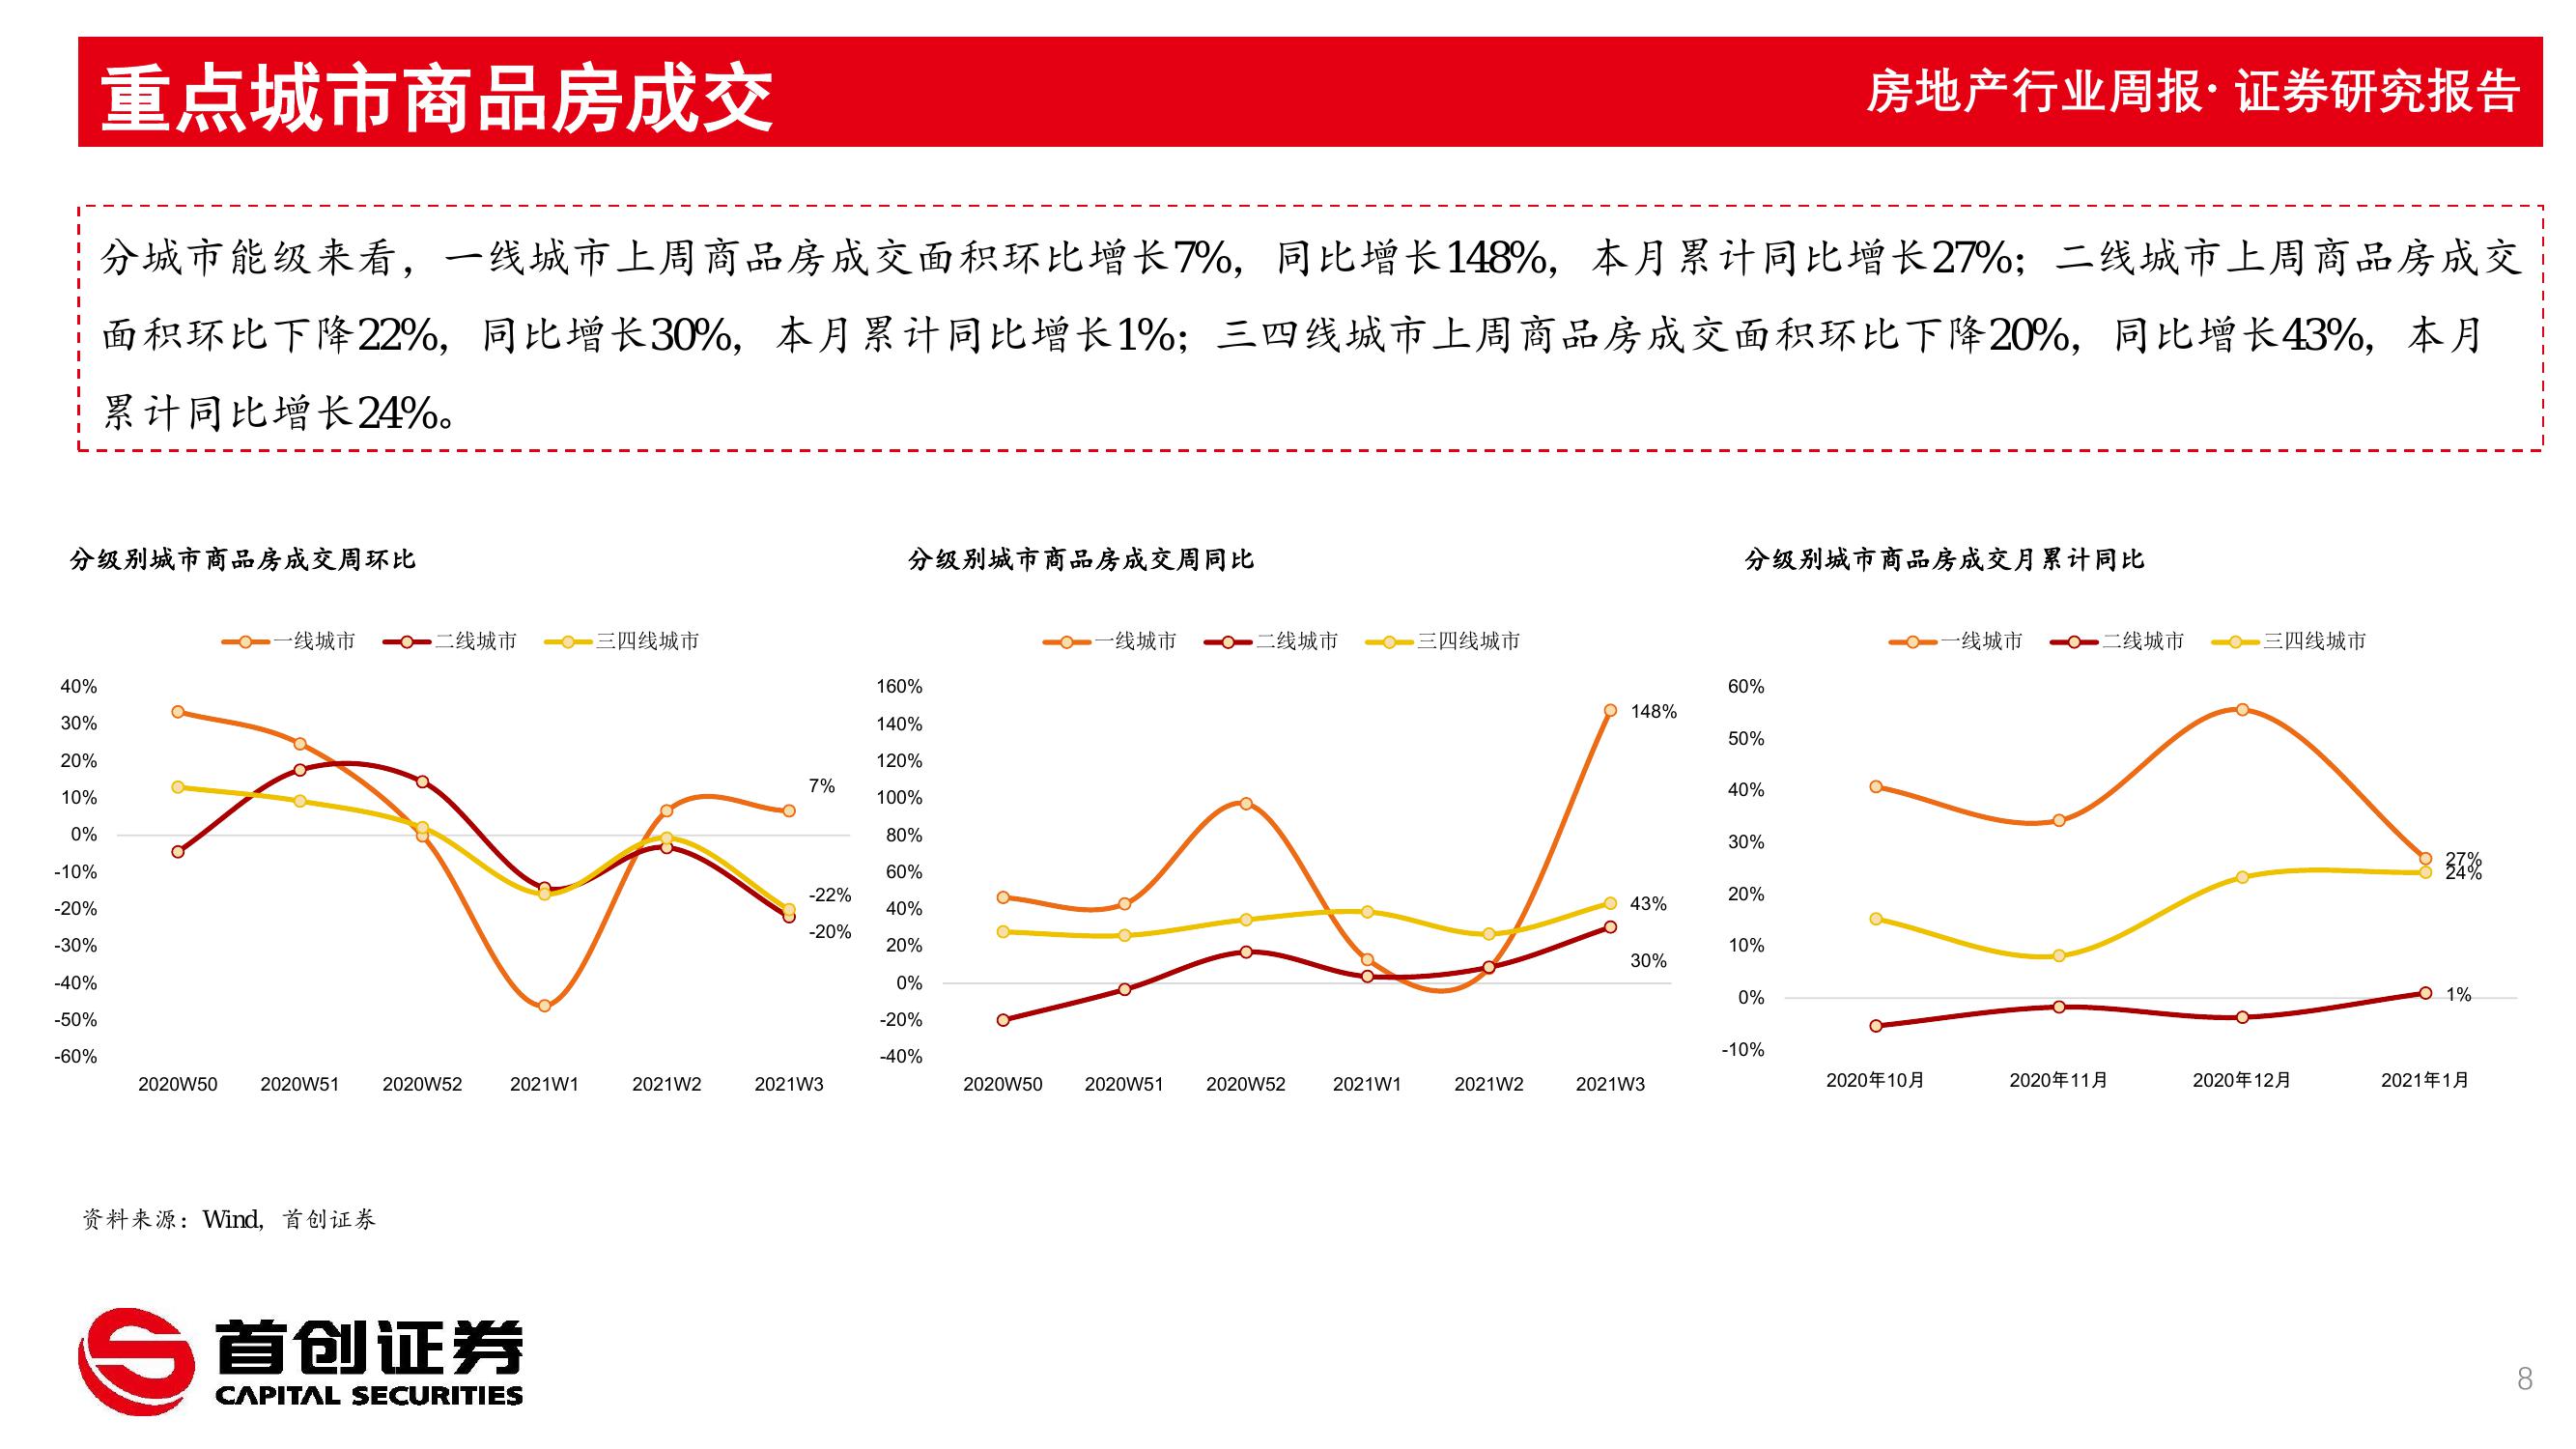 重点城市商品房成交
房地产行业周报· 证券研究报告
分城市能级来看，一线城市上周商品房成交面积环比增长7%，同比增长148%，本月累计同比增长27%；二线城市上周商品房成交
面积环比下降22%，同比增长30%，本月累计同比增长1%；三四线城市上周商品房成交面积环比下降20%，同比增长43%，本月
累计同比增长24%。
分级别城市商品房成交周环比
一线城市 二线城市 三四线城市
40%
30%
20%
10%
0%
-10%
-20%
-30%
-40%
-50%
-60%
7%
-22%
-20%
2020W50 2020W51 2020W52 2021W1 2021W2 2021W3
分级别城市商品房成交周同比
一线城市 二线城市 三四线城市
160%
140%
120%
100%
80%
60%
40%
20%
0%
-20%
-40%
148%
43%
30%
2020W50 2020W51 2020W52 2021W1 2021W2 2021W3
分级别城市商品房成交月累计同比
一线城市 二线城市 三四线城市
60%
50%
40%
30%
20%
10%
0%
-10%
27%
24%
1%
2020年10月 2020年11月 2020年12月 2021年1月
资料来源：Wind，首创证券
首创证券
CAPITAL SECURITIES
8